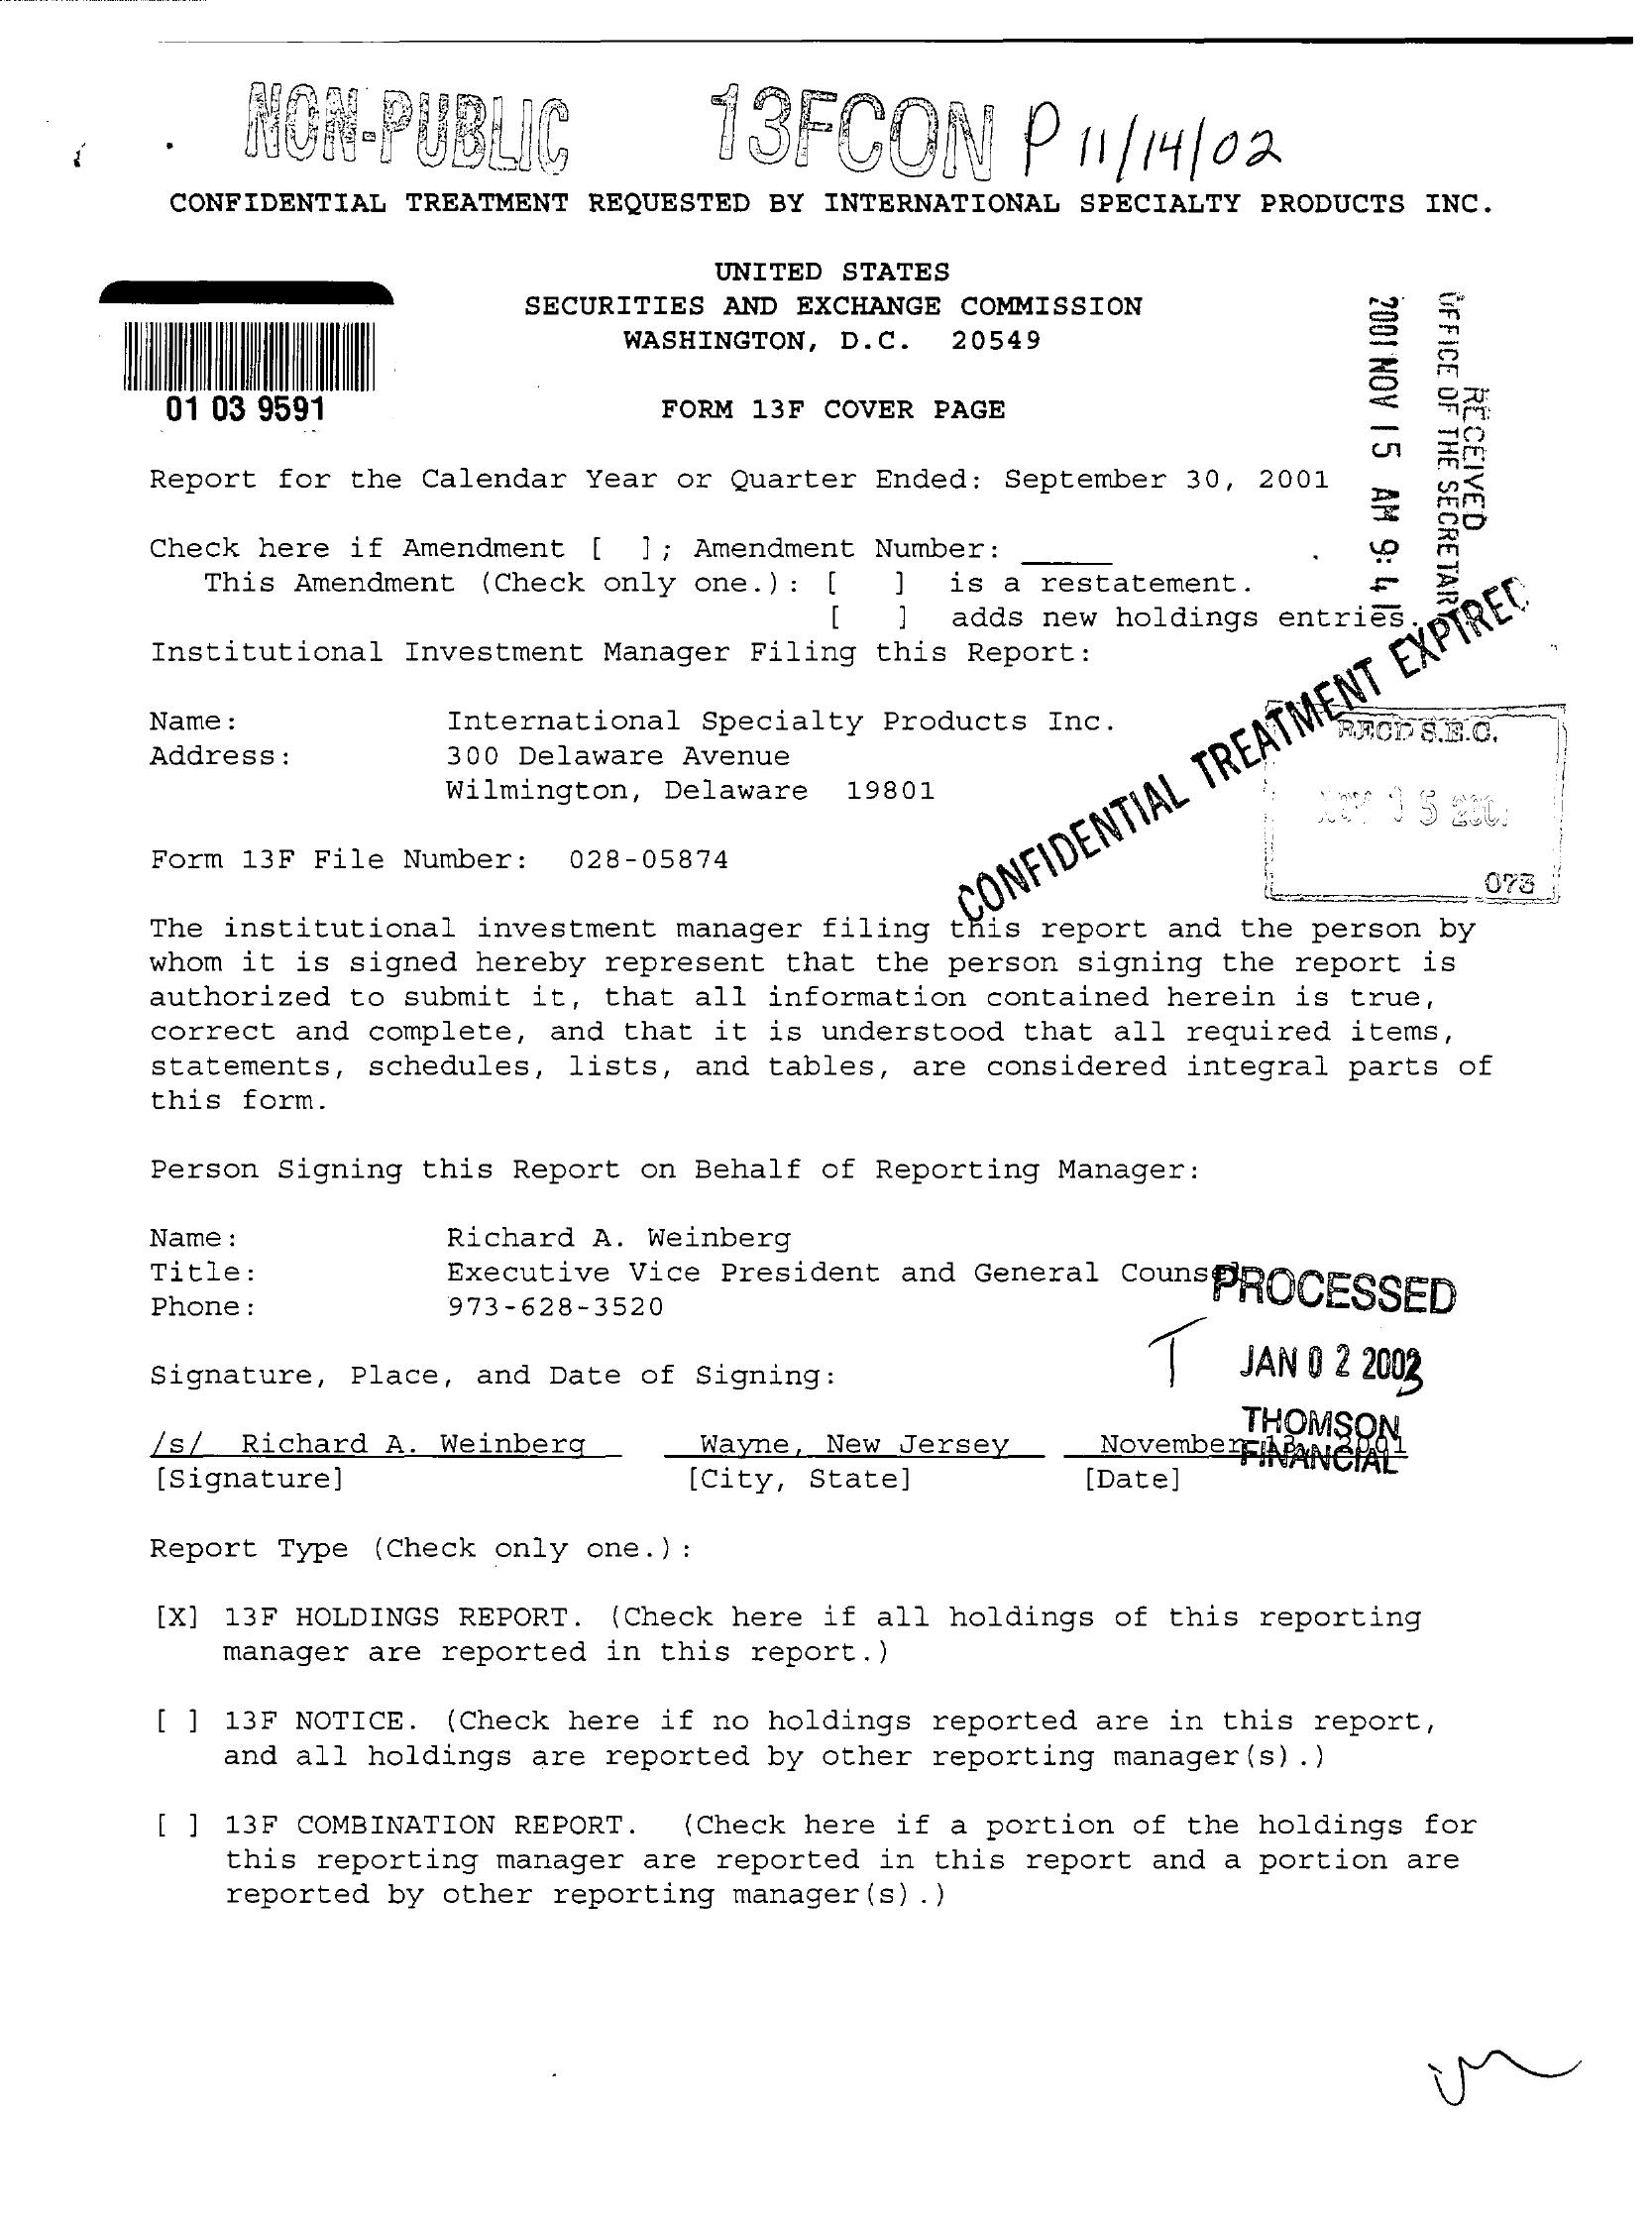 NON-PUBLIC 13FCON P 11/14/02
CONFIDENTIAL TREATMENT REQUESTED BY INTERNATIONAL SPECIALTY PRODUCTS INC.
UNITED STATES
SECURITIES AND EXCHANGE COMMISSION
WASHINGTON, D.C. 20549
01 03 9591
FORM 13F COVER PAGE
RECEIVED
OFFICE OF THE SECRETARY
2001 NOV 15 AM 9:41
Report for the Calendar Year or Quarter Ended: September 30, 2001
Check here if Amendment [ ]; Amendment Number: _____
This Amendment (Check only one.): [ ] is a restatement.
[ ] adds new holdings entries.
Institutional Investment Manager Filing this Report:
CONFIDENTIAL TREATMENT EXPIRED
Name: International Specialty Products Inc.
Address: 300 Delaware Avenue
Wilmington, Delaware 19801
REC'D S.E.C.
NOV 15 2001
073
Form 13F File Number: 028-05874
The institutional investment manager filing this report and the person by
whom it is signed hereby represent that the person signing the report is
authorized to submit it, that all information contained herein is true,
correct and complete, and that it is understood that all required items,
statements, schedules, lists, and tables, are considered integral parts of
this form.
Person Signing this Report on Behalf of Reporting Manager:
Name: Richard A. Weinberg
Title: Executive Vice President and General Counsel
Phone: 973-628-3520
PROCESSED
JAN 02 2003
THOMSON
FINANCIAL
Signature, Place, and Date of Signing:
/s/ Richard A. Weinberg Wayne, New Jersey November 13, 2001
[Signature] [City, State] [Date]
Report Type (Check only one.):
[X] 13F HOLDINGS REPORT. (Check here if all holdings of this reporting
manager are reported in this report.)
[ ] 13F NOTICE. (Check here if no holdings reported are in this report,
and all holdings are reported by other reporting manager(s).)
[ ] 13F COMBINATION REPORT. (Check here if a portion of the holdings for
this reporting manager are reported in this report and a portion are
reported by other reporting manager(s).)